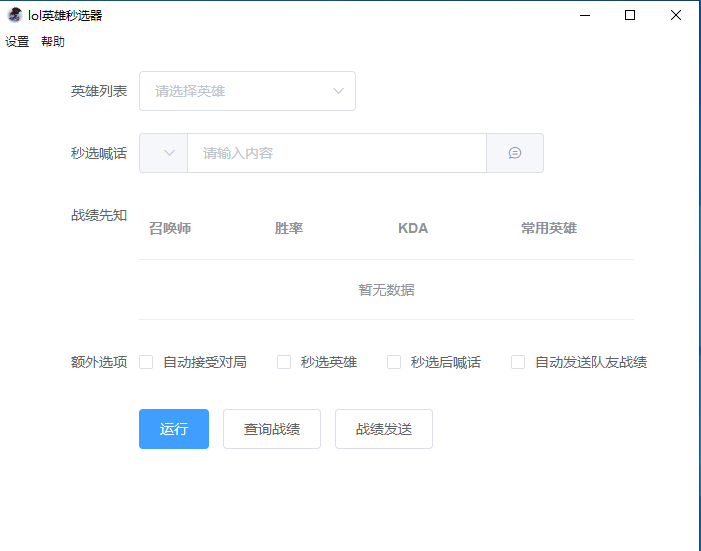 lol英雄秒选器
设置 帮助
英雄列表 请选择英雄
秒选喊话 请输入内容
战绩先知 召唤师 胜率 KDA 常用英雄
暂无数据
额外选项 自动接受对局 秒选英雄 秒选后喊话 自动发送队友战绩
运行 查询战绩 战绩发送